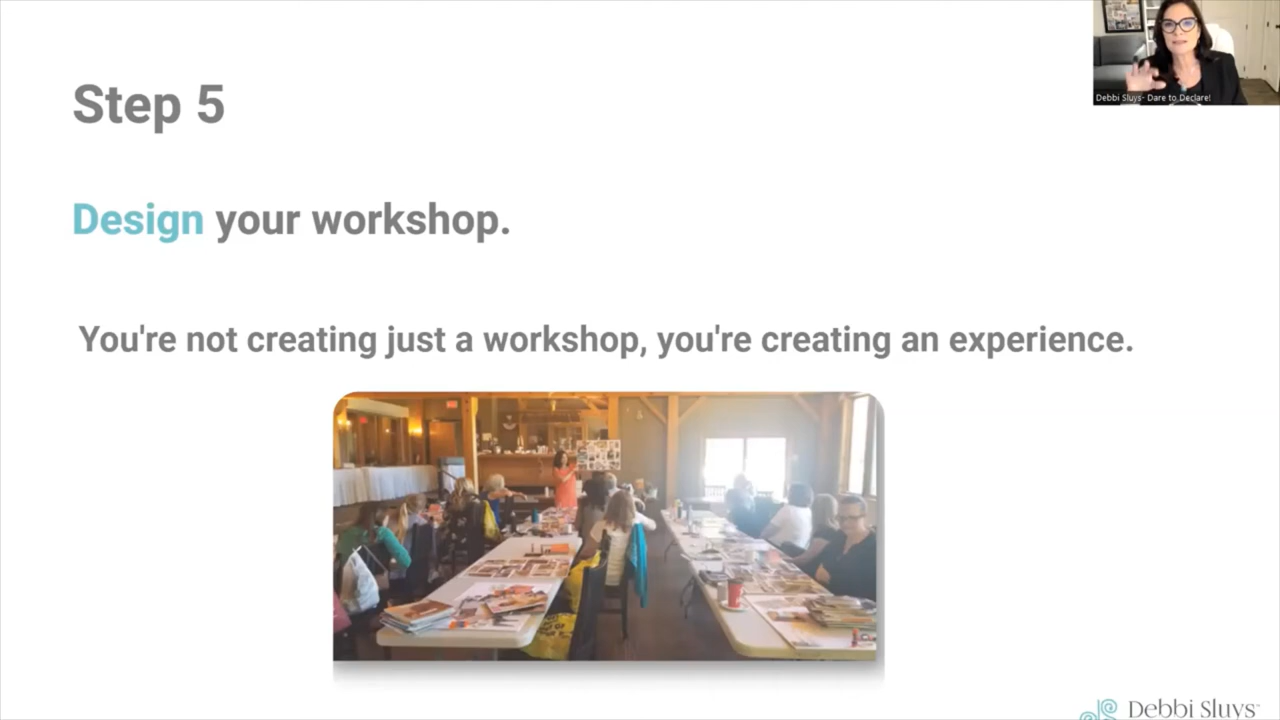 Step 5
Debbi Sluys- Dare to Declare!
Design your workshop.
You're not creating just a workshop, you're creating an experience.
Debbi Sluys™